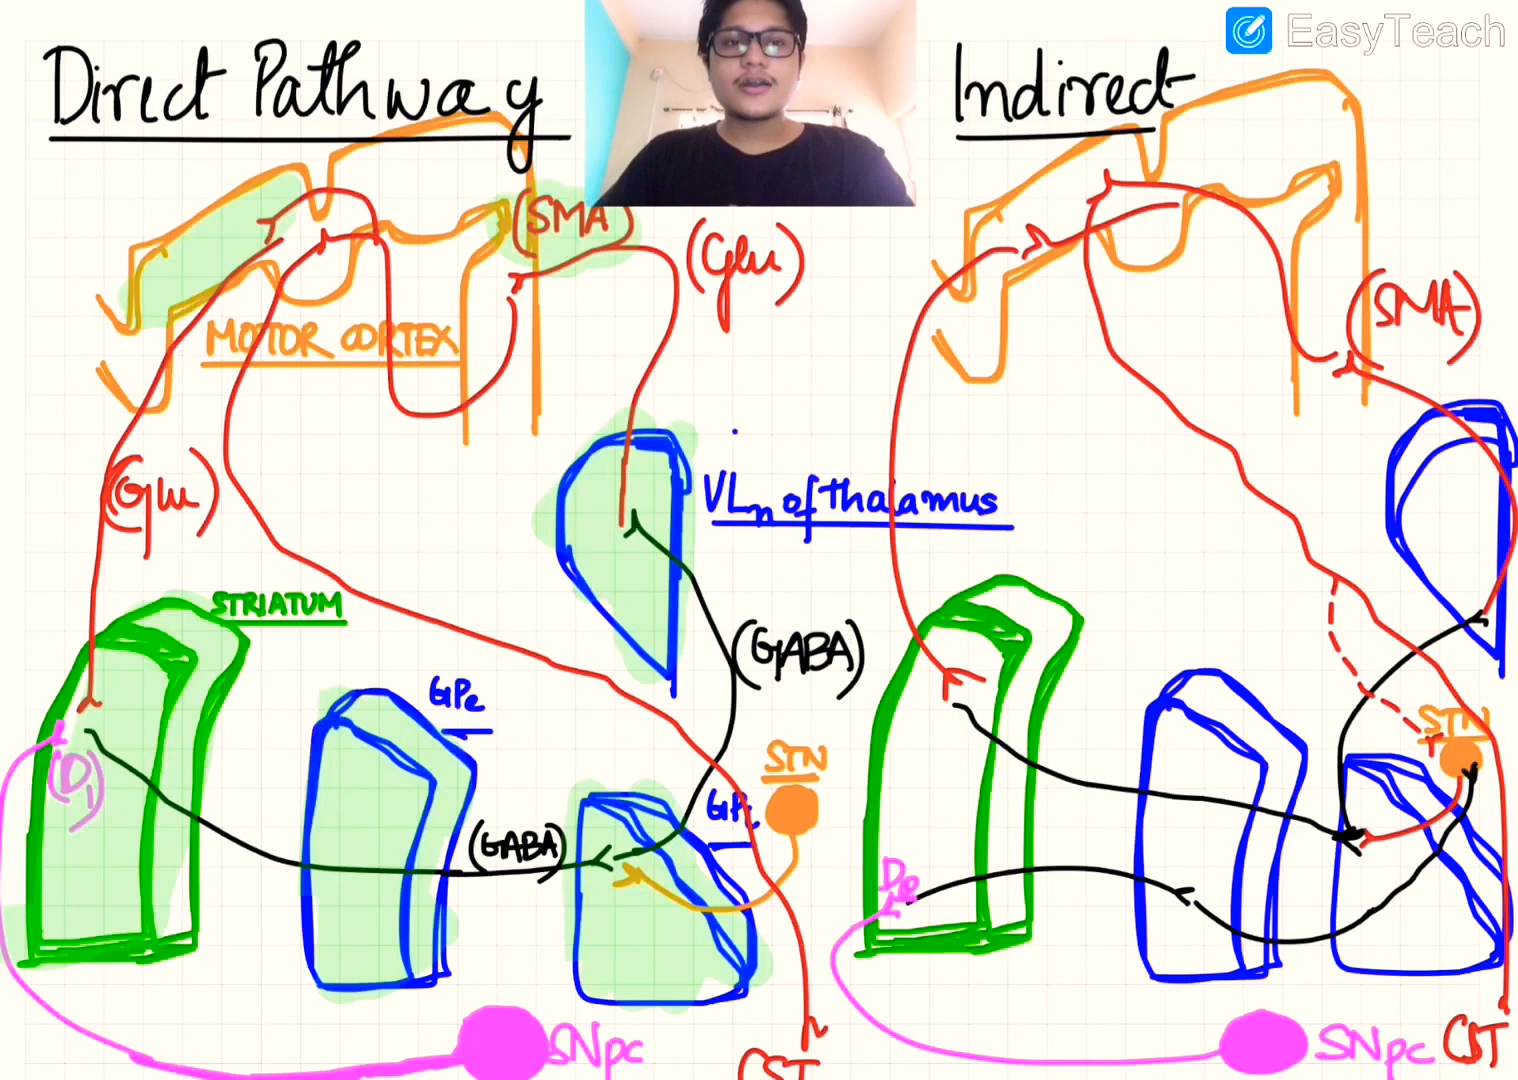 EasyTeach
Direct Pathway
Indirect
(SMA)
(Glu)
(SMA)
MOTOR CORTEX
(Glu)
VLn of thalamus
STRIATUM
(GABA)
GPe
STN
STN
(D1)
GPi
(GABA)
D2
SNpc
CST
SNpc
CST